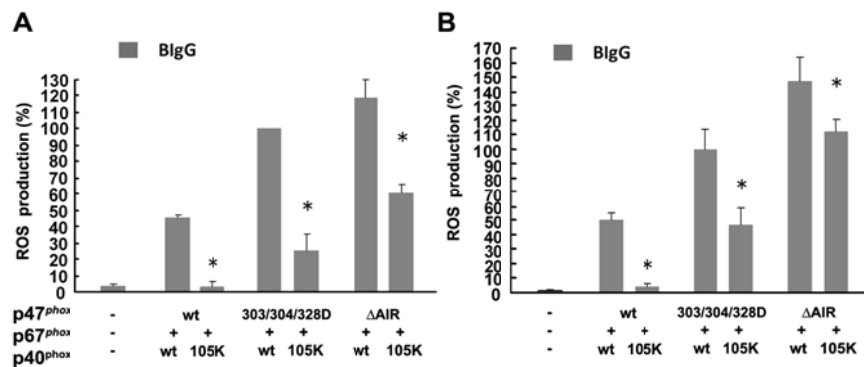 A
BIgG
ROS production (%)
130
120
110
100
90
80
70
60
50
40
30
20
10
0
p47phox - wt 303/304/328D ΔAIR
p67phox - + + + + + +
p40phox - wt 105K wt 105K wt 105K
* * *
B
BIgG
ROS production (%)
170
160
150
140
130
120
110
100
90
80
70
60
50
40
30
20
10
0
- wt 303/304/328D ΔAIR
- + + + + + +
- wt 105K wt 105K wt 105K
* * *